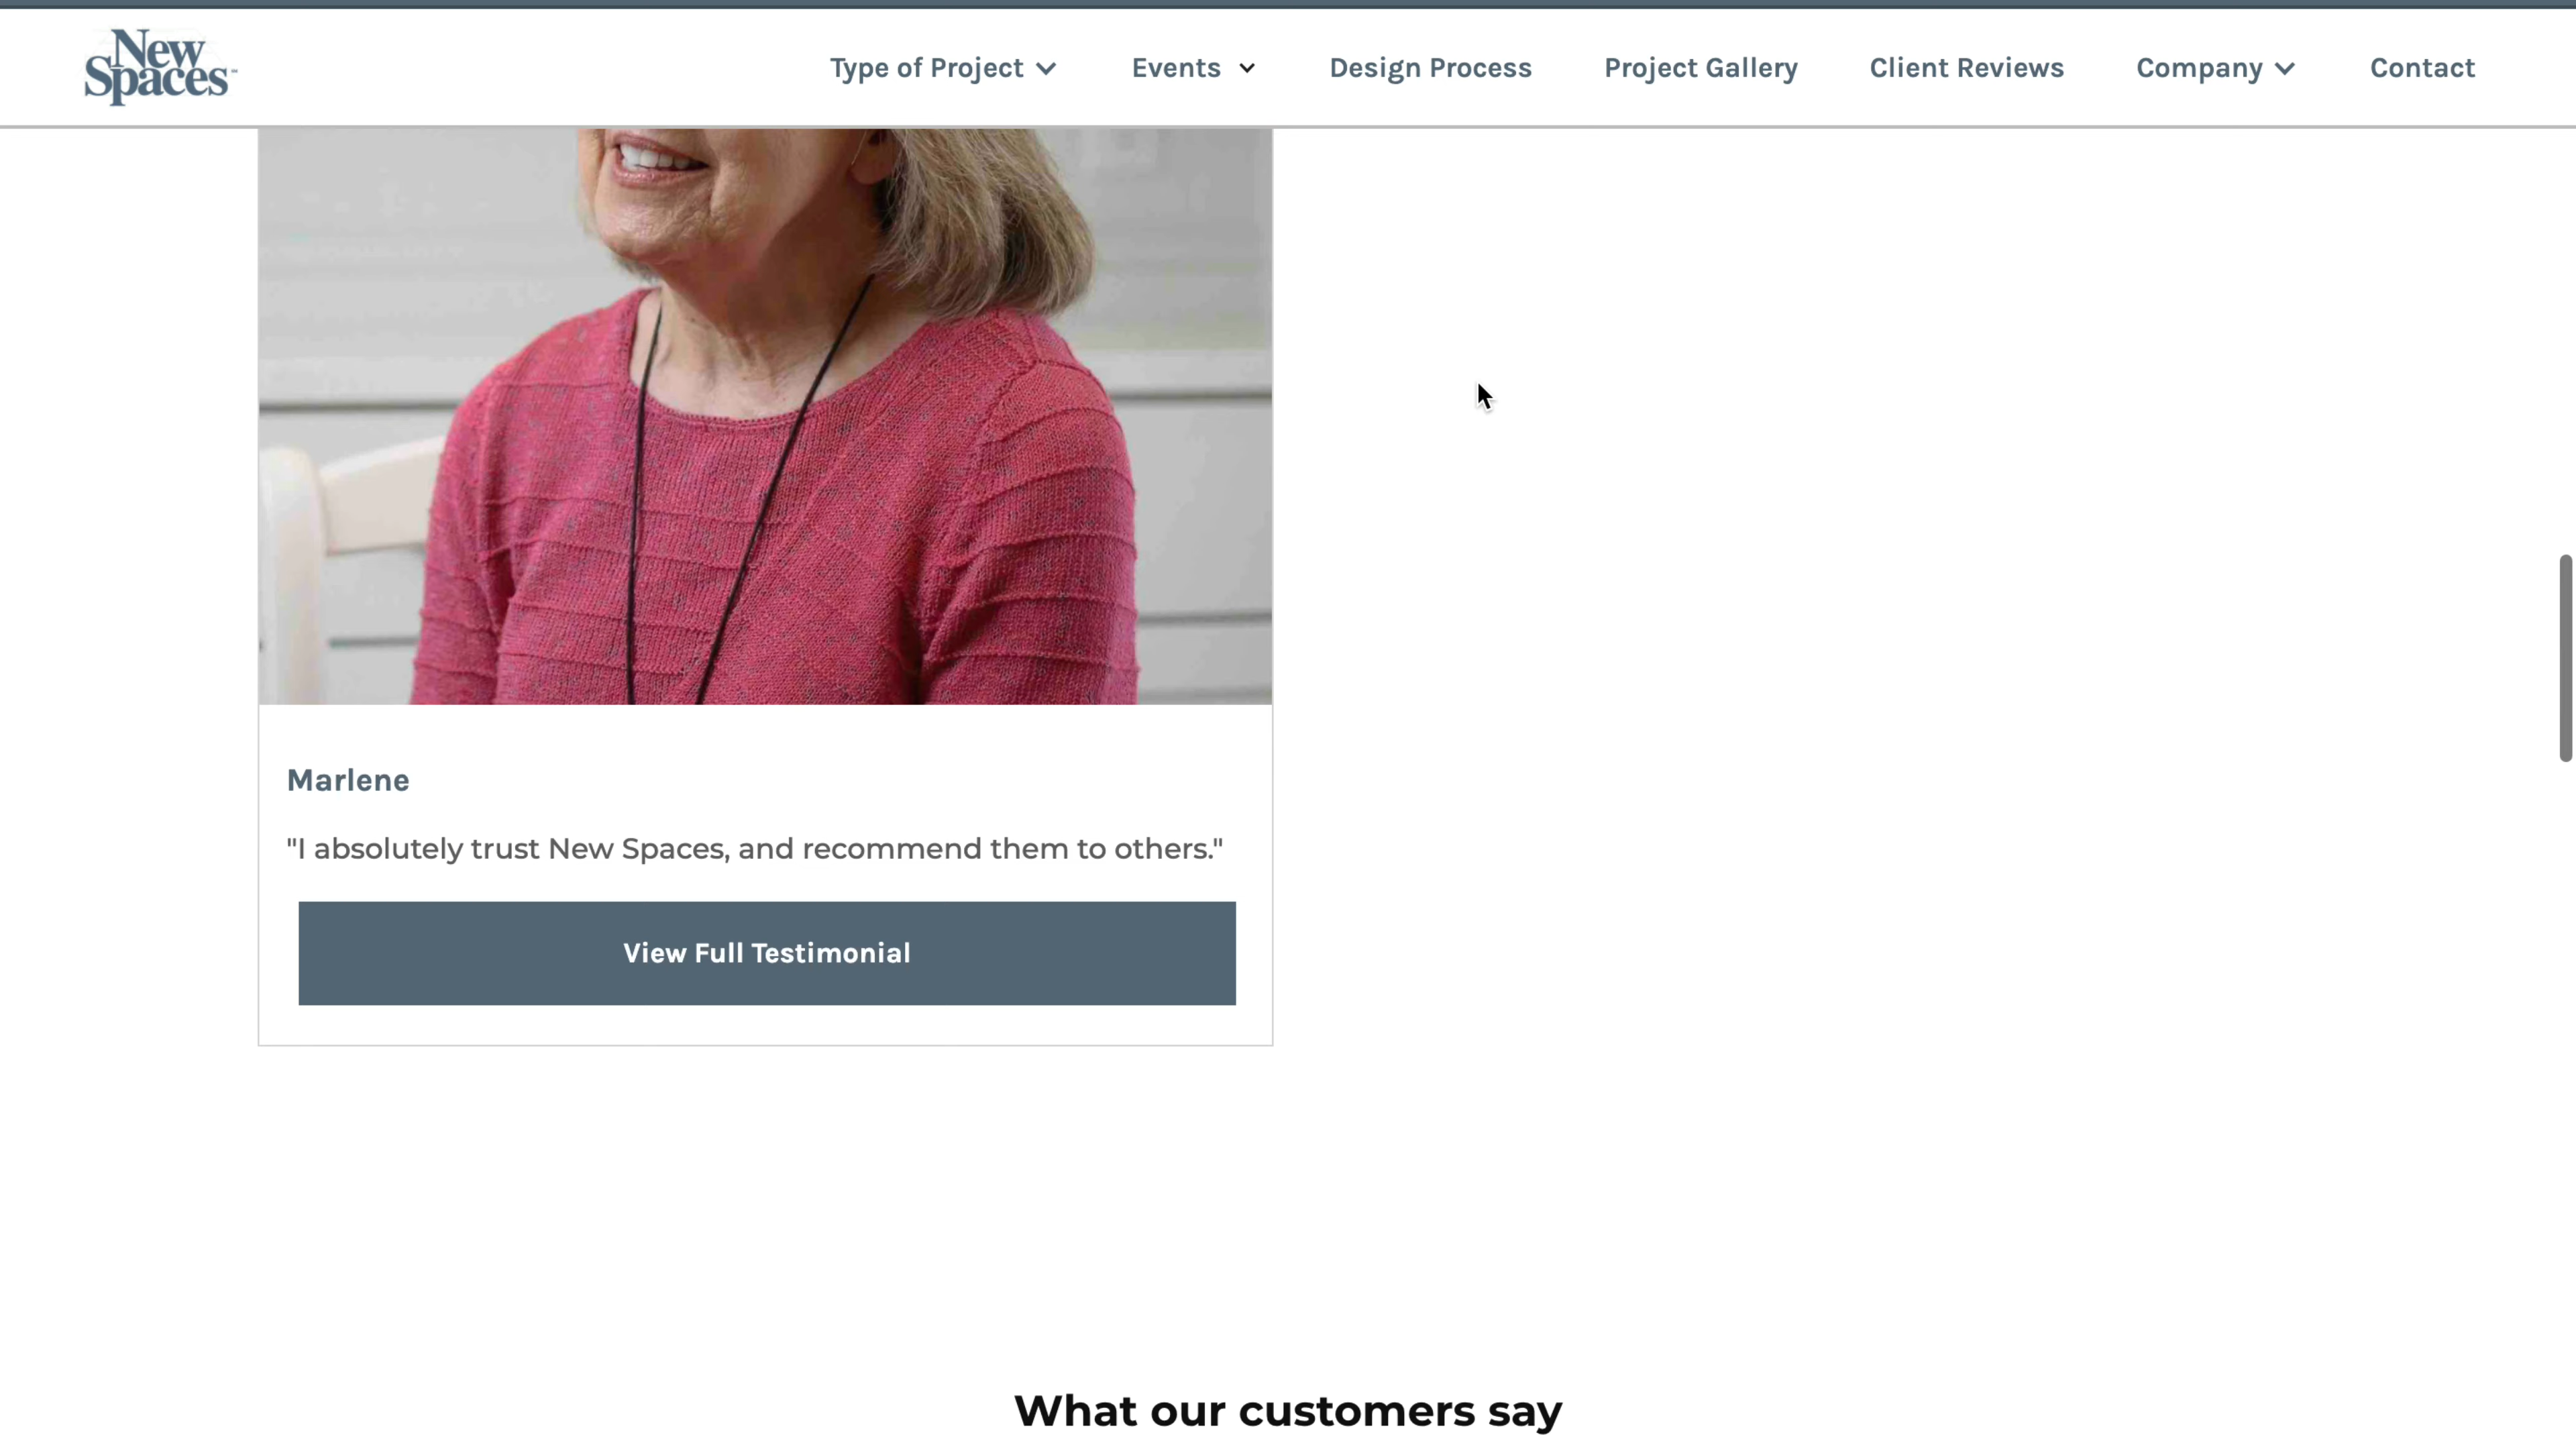 New
Spaces
Type of Project
Events
Design Process
Project Gallery
Client Reviews
Company
Contact
Marlene
"I absolutely trust New Spaces, and recommend them to others."
View Full Testimonial
What our customers say